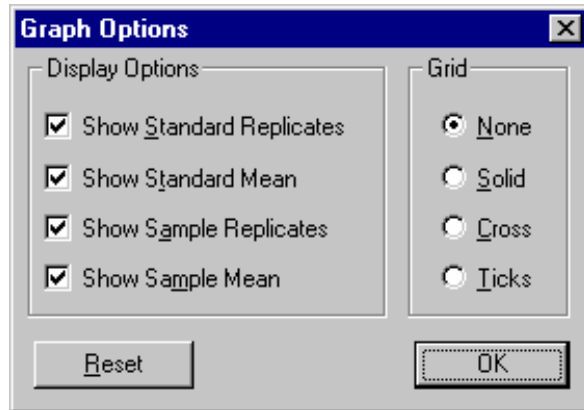 Graph Options
Display Options
Show Standard Replicates
Show Standard Mean
Show Sample Replicates
Show Sample Mean
Grid
None
Solid
Cross
Ticks
Reset
OK